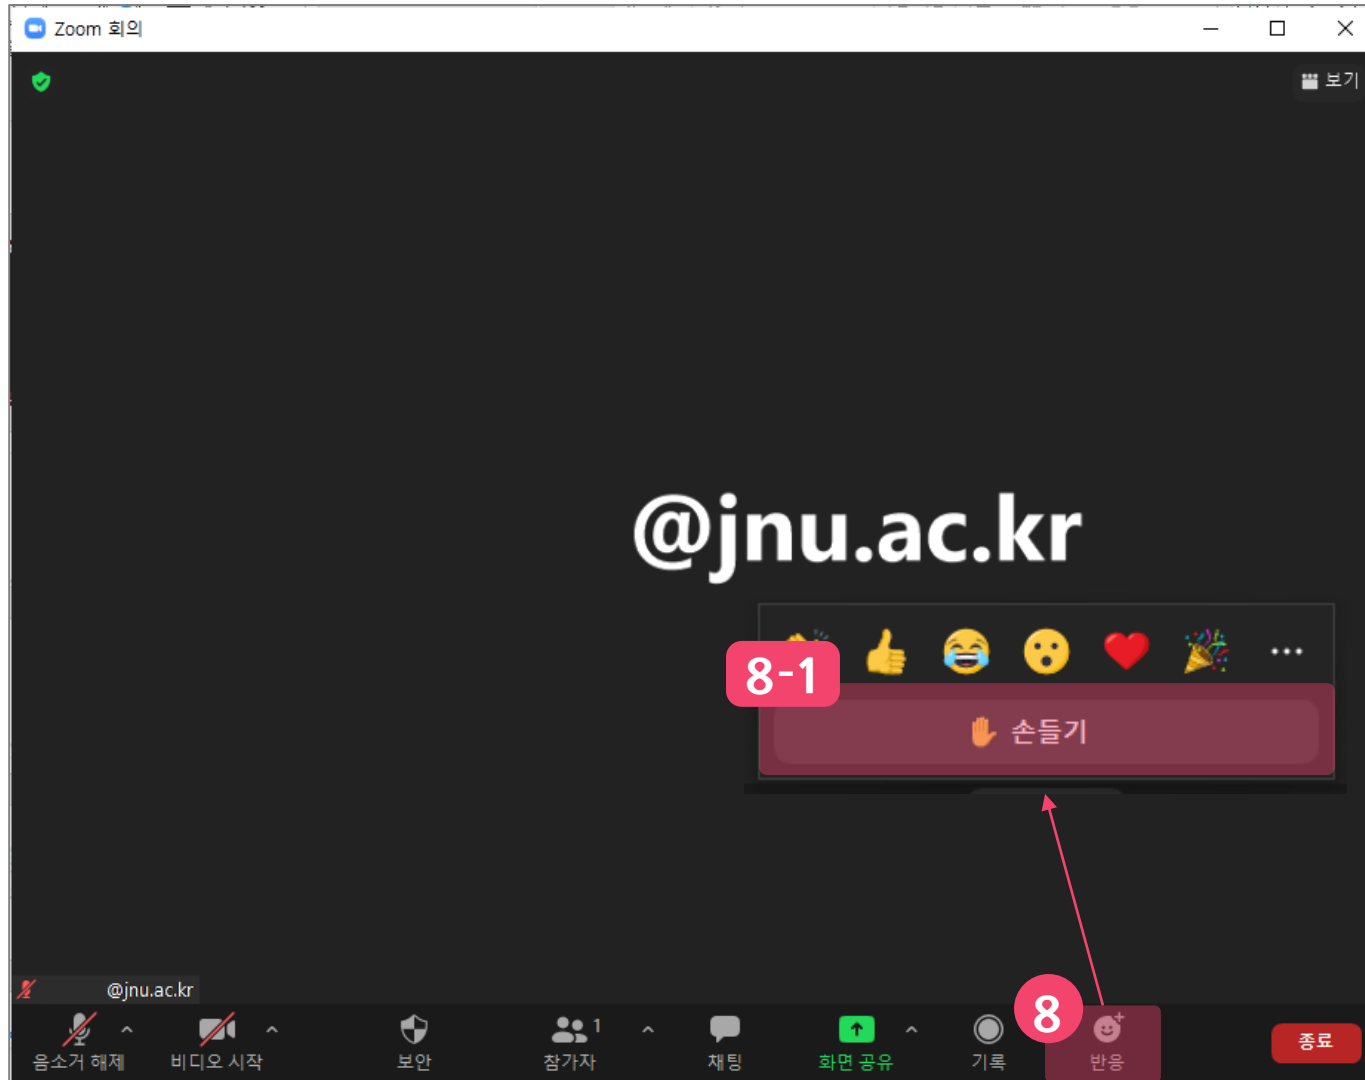 Zoom 회의
보기
@jnu.ac.kr
8-1
손들기
@jnu.ac.kr
8
1
음소거 해제
비디오 시작
보안
참가자
채팅
화면 공유
기록
반응
종료